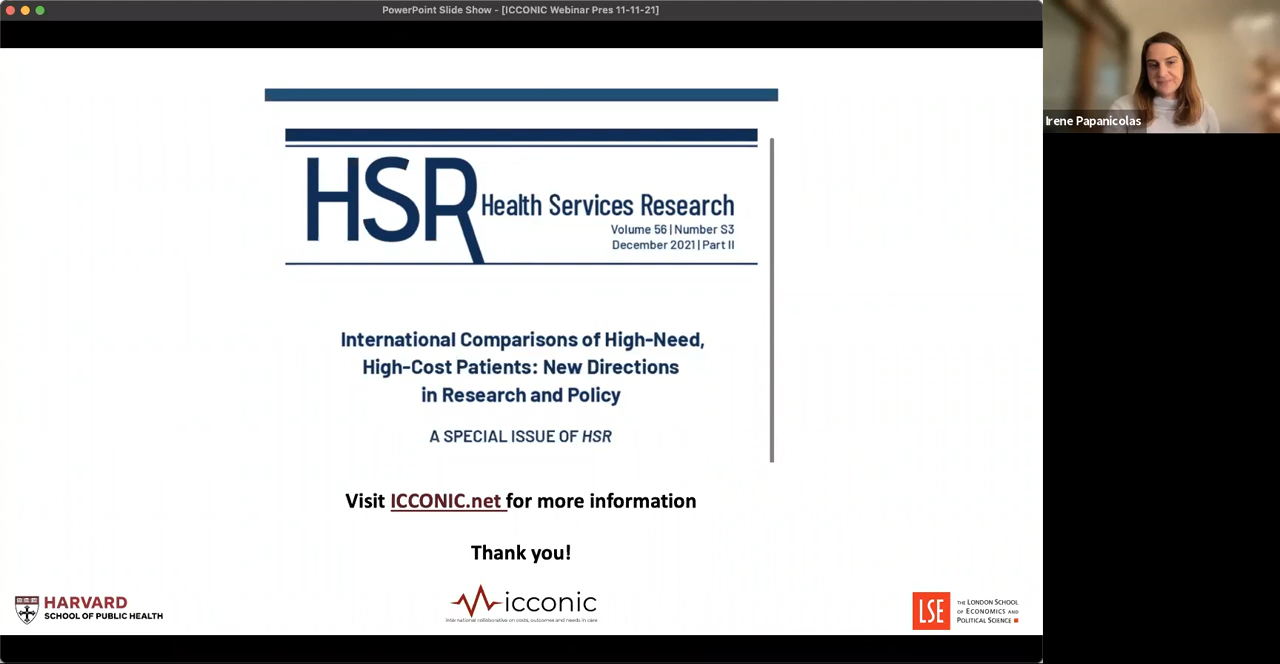 PowerPoint Slide Show - [ICCONIC Webinar Pres 11-11-21]
Irene Papanicolas
HSR Health Services Research
Volume 56 | Number S3
December 2021 | Part II
International Comparisons of High-Need,
High-Cost Patients: New Directions
in Research and Policy
A SPECIAL ISSUE OF HSR
Visit ICCONIC.net for more information
Thank you!
HARVARD
SCHOOL OF PUBLIC HEALTH
icconic
International collaborative on costs, outcomes and needs in care
LSE
THE LONDON SCHOOL
OF ECONOMICS AND
POLITICAL SCIENCE